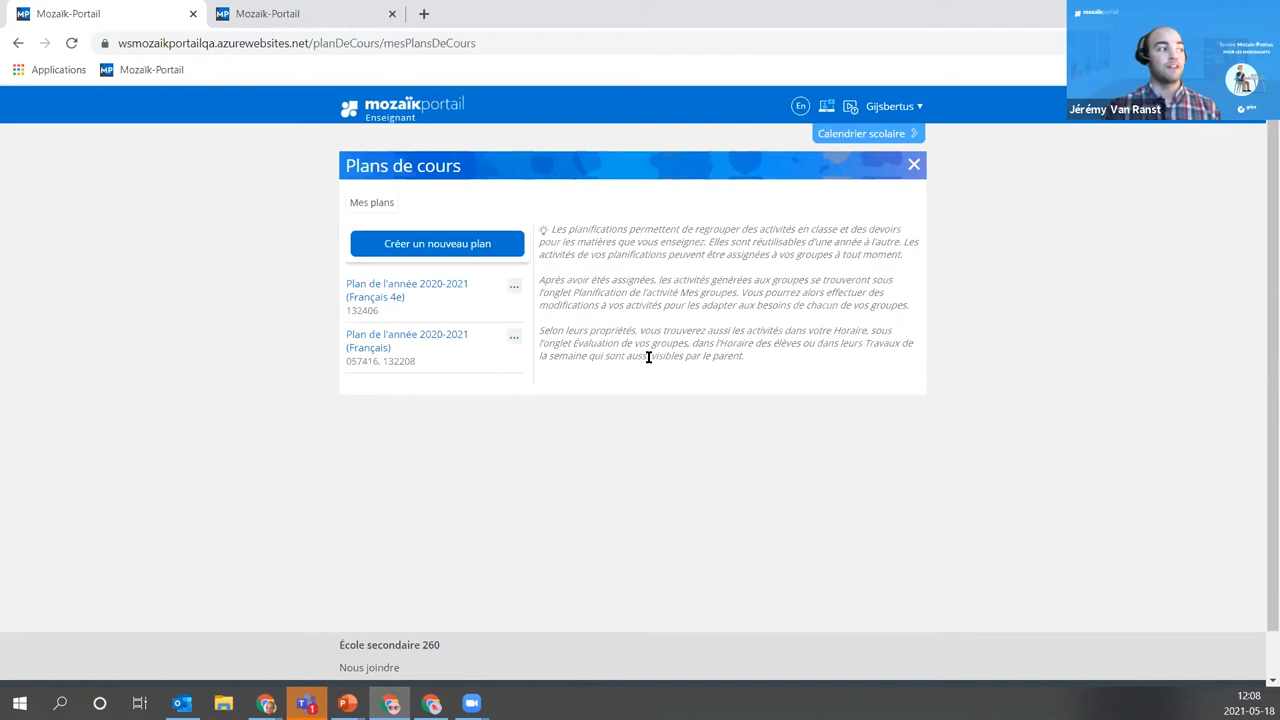 Mozaïk-Portail
Mozaïk-Portail
wsmozaikportailqa.azurewebsites.net/planDeCours/mesPlansDeCours
Applications
Mozaïk-Portail
mozaïkportail
Enseignant
En
Gijsbertus
Calendrier scolaire
mozaïkportail
POUR LES ENSEIGNANTS
Jérémy Van Ranst
Plans de cours
Mes plans
Créer un nouveau plan
Plan de l'année 2020-2021
(Français 4e)
132406
Plan de l'année 2020-2021
(Français)
057416, 132208
Les planifications permettent de regrouper des activités en classe et des devoirs
pour les matières que vous enseignez. Elles sont réutilisables d'une année à l'autre. Les
activités de vos planifications peuvent être assignées à vos groupes à tout moment.
Après avoir étés assignées, les activités générées aux groupes se trouveront sous
l'onglet Planification de l'activité Mes groupes. Vous pourrez alors effectuer des
modifications à vos activités pour les adapter aux besoins de chacun de vos groupes.
Selon leurs propriétés, vous trouverez aussi les activités dans votre Horaire, sous
l'onglet Évaluation de vos groupes, dans l'Horaire des élèves ou dans leurs Travaux de
la semaine qui sont aussi visibles par le parent.
École secondaire 260
Nous joindre
12:08
2021-05-18